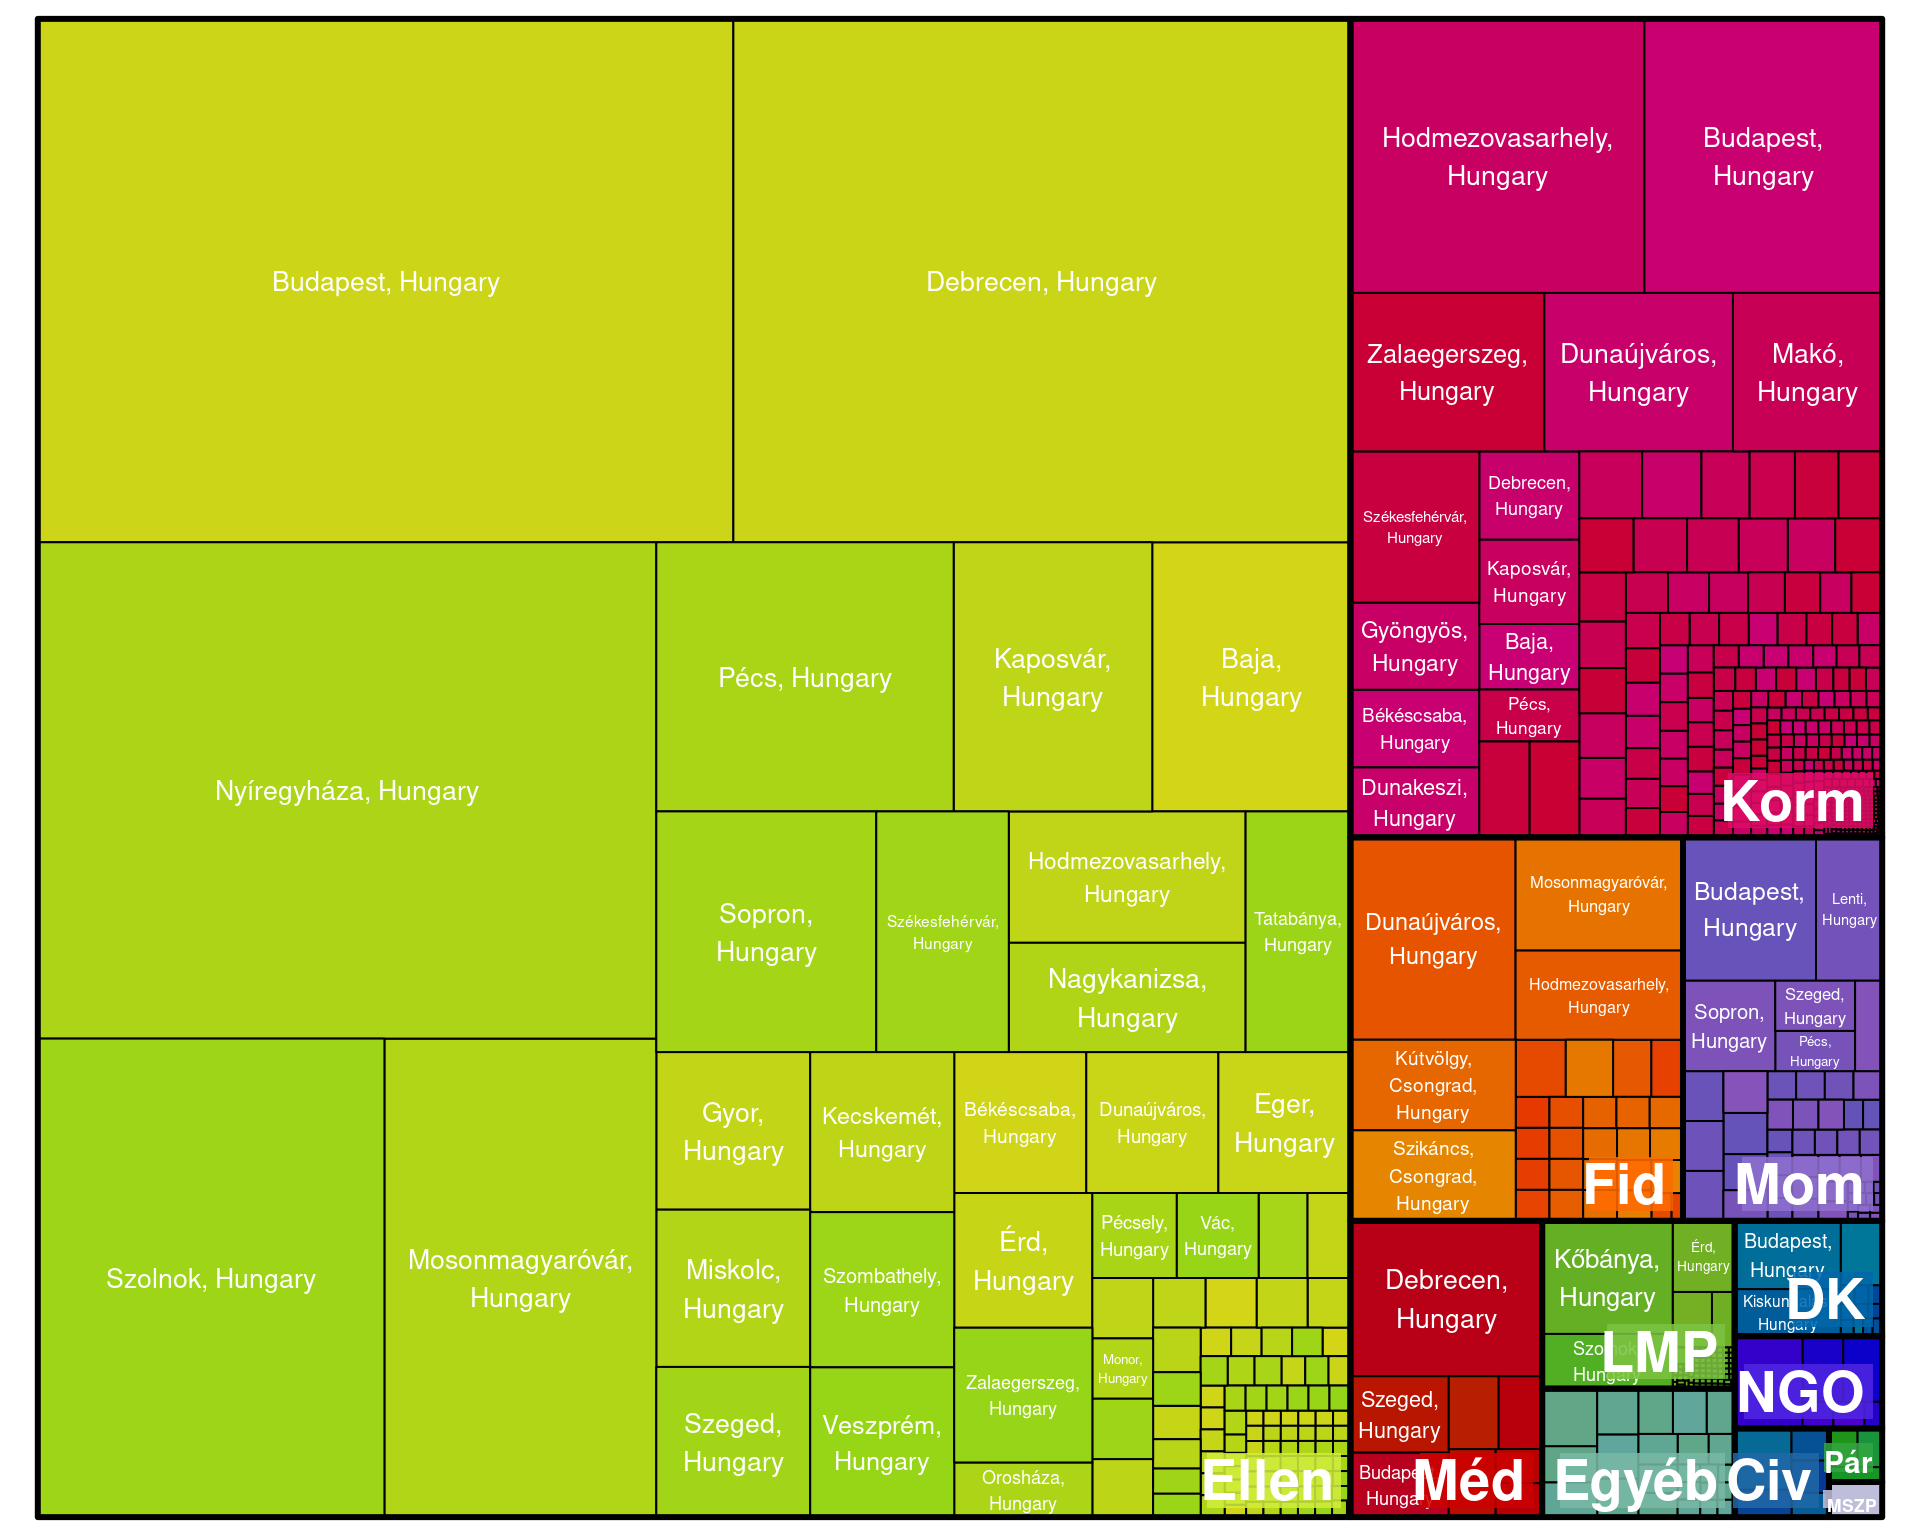 Budapest, Hungary
Debrecen, Hungary
Nyíregyháza, Hungary
Pécs, Hungary
Kaposvár,
Hungary
Baja,
Hungary
Sopron,
Hungary
Székesfehérvár,
Hungary
Hodmezovasarhely,
Hungary
Nagykanizsa,
Hungary
Tatabánya,
Hungary
Szolnok, Hungary
Mosonmagyaróvár,
Hungary
Gyor,
Hungary
Kecskemét,
Hungary
Békéscsaba,
Hungary
Dunaújváros,
Hungary
Eger,
Hungary
Miskolc,
Hungary
Szombathely,
Hungary
Érd,
Hungary
Pécsely,
Hungary
Vác,
Hungary
Szeged,
Hungary
Veszprém,
Hungary
Zalaegerszeg,
Hungary
Monor,
Hungary
Orosháza,
Hungary
Ellen
Hodmezovasarhely,
Hungary
Budapest,
Hungary
Zalaegerszeg,
Hungary
Dunaújváros,
Hungary
Makó,
Hungary
Székesfehérvár,
Hungary
Debrecen,
Hungary
Kaposvár,
Hungary
Gyöngyös,
Hungary
Baja,
Hungary
Békéscsaba,
Hungary
Pécs,
Hungary
Dunakeszi,
Hungary
Korm
Dunaújváros,
Hungary
Mosonmagyaróvár,
Hungary
Hodmezovasarhely,
Hungary
Kútvölgy,
Csongrad,
Hungary
Szikáncs,
Csongrad,
Hungary
Fid
Budapest,
Hungary
Lenti,
Hungary
Sopron,
Hungary
Szeged,
Hungary
Pécs,
Hungary
Mom
Debrecen,
Hungary
Szeged,
Hungary
Budapest
Hungary
Méd
Kőbánya,
Hungary
Érd,
Hungary
Szolnok
Hungary
LMP
Budapest,
Hungary
Hungary
DK
NGO
Egyéb
Civ
Pár
MSZP